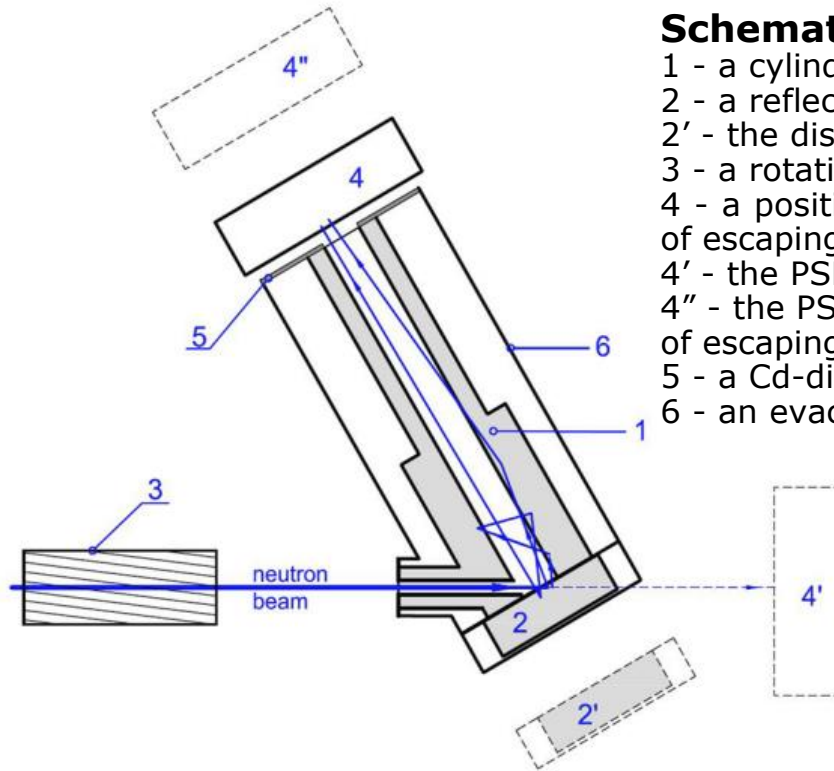 Schemat
1 - a cylind
2 - a reflec
2′ - the dis
3 - a rotati
4 - a positi
of escaping
4′ - the PS
4″ - the PS
of escaping
5 - a Cd-di
6 - an evac
4"
4
5
6
1
3
neutron
beam
2
4'
2'